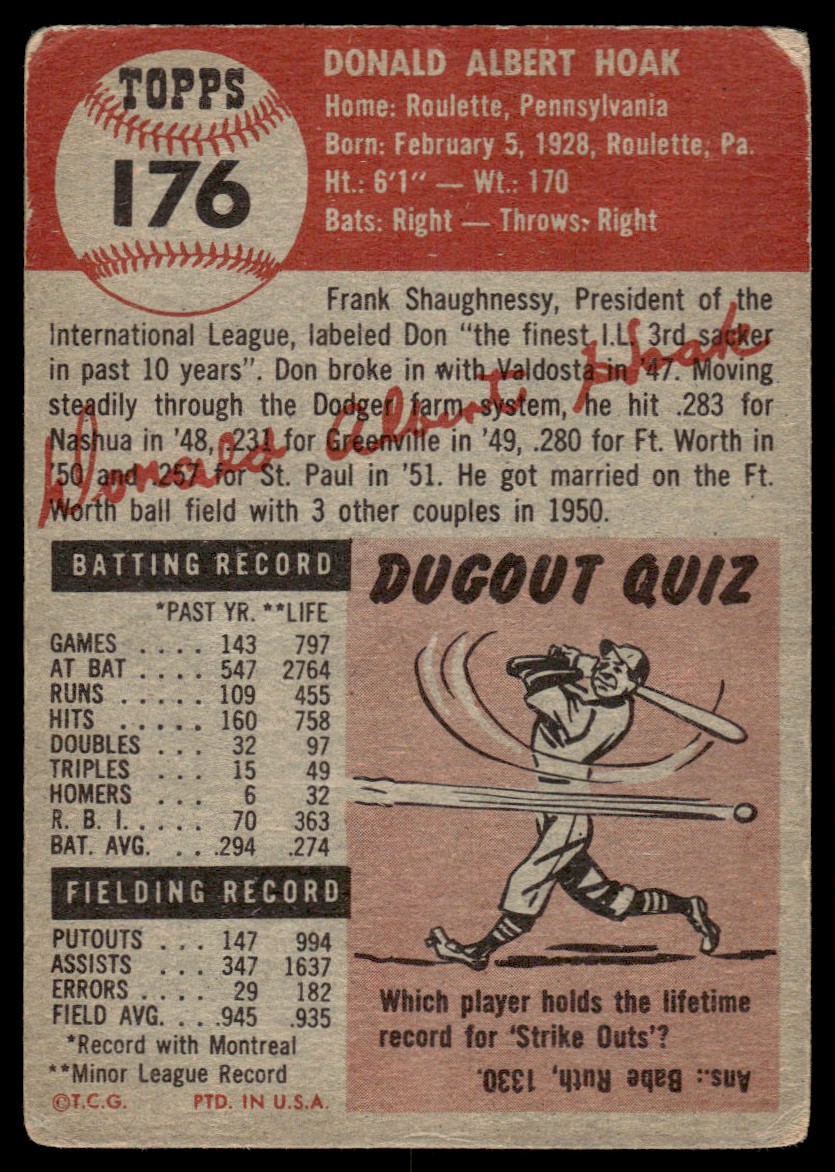 TOPPS
176
DONALD ALBERT HOAK
Home: Roulette, Pennsylvania
Born: February 5, 1928, Roulette, Pa.
Ht.: 6'1" — Wt.: 170
Bats: Right — Throws: Right
Frank Shaughnessy, President of the
International League, labeled Don "the finest I.L. 3rd sacker
in past 10 years". Don broke in with Valdosta in '47. Moving
steadily through the Dodger farm system, he hit .283 for
Nashua in '48, .231 for Greenville in '49, .280 for Ft. Worth in
'50 and .257 for St. Paul in '51. He got married on the Ft.
Worth ball field with 3 other couples in 1950.
Donald Albert Hoak
BATTING RECORD
*PAST YR. **LIFE
GAMES .... 143 797
AT BAT .... 547 2764
RUNS .... 109 455
HITS ..... 160 758
DOUBLES ... 32 97
TRIPLES ... 15 49
HOMERS ... 6 32
R. B. I. .... 70 363
BAT. AVG. . . .294 .274
FIELDING RECORD
PUTOUTS ... 147 994
ASSISTS ... 347 1637
ERRORS .... 29 182
FIELD AVG. . . .945 .935
*Record with Montreal
**Minor League Record
©T.C.G. PTD. IN U.S.A.
DUGOUT QUIZ
Which player holds the lifetime
record for 'Strike Outs'?
Ans.: Babe Ruth, 1330.